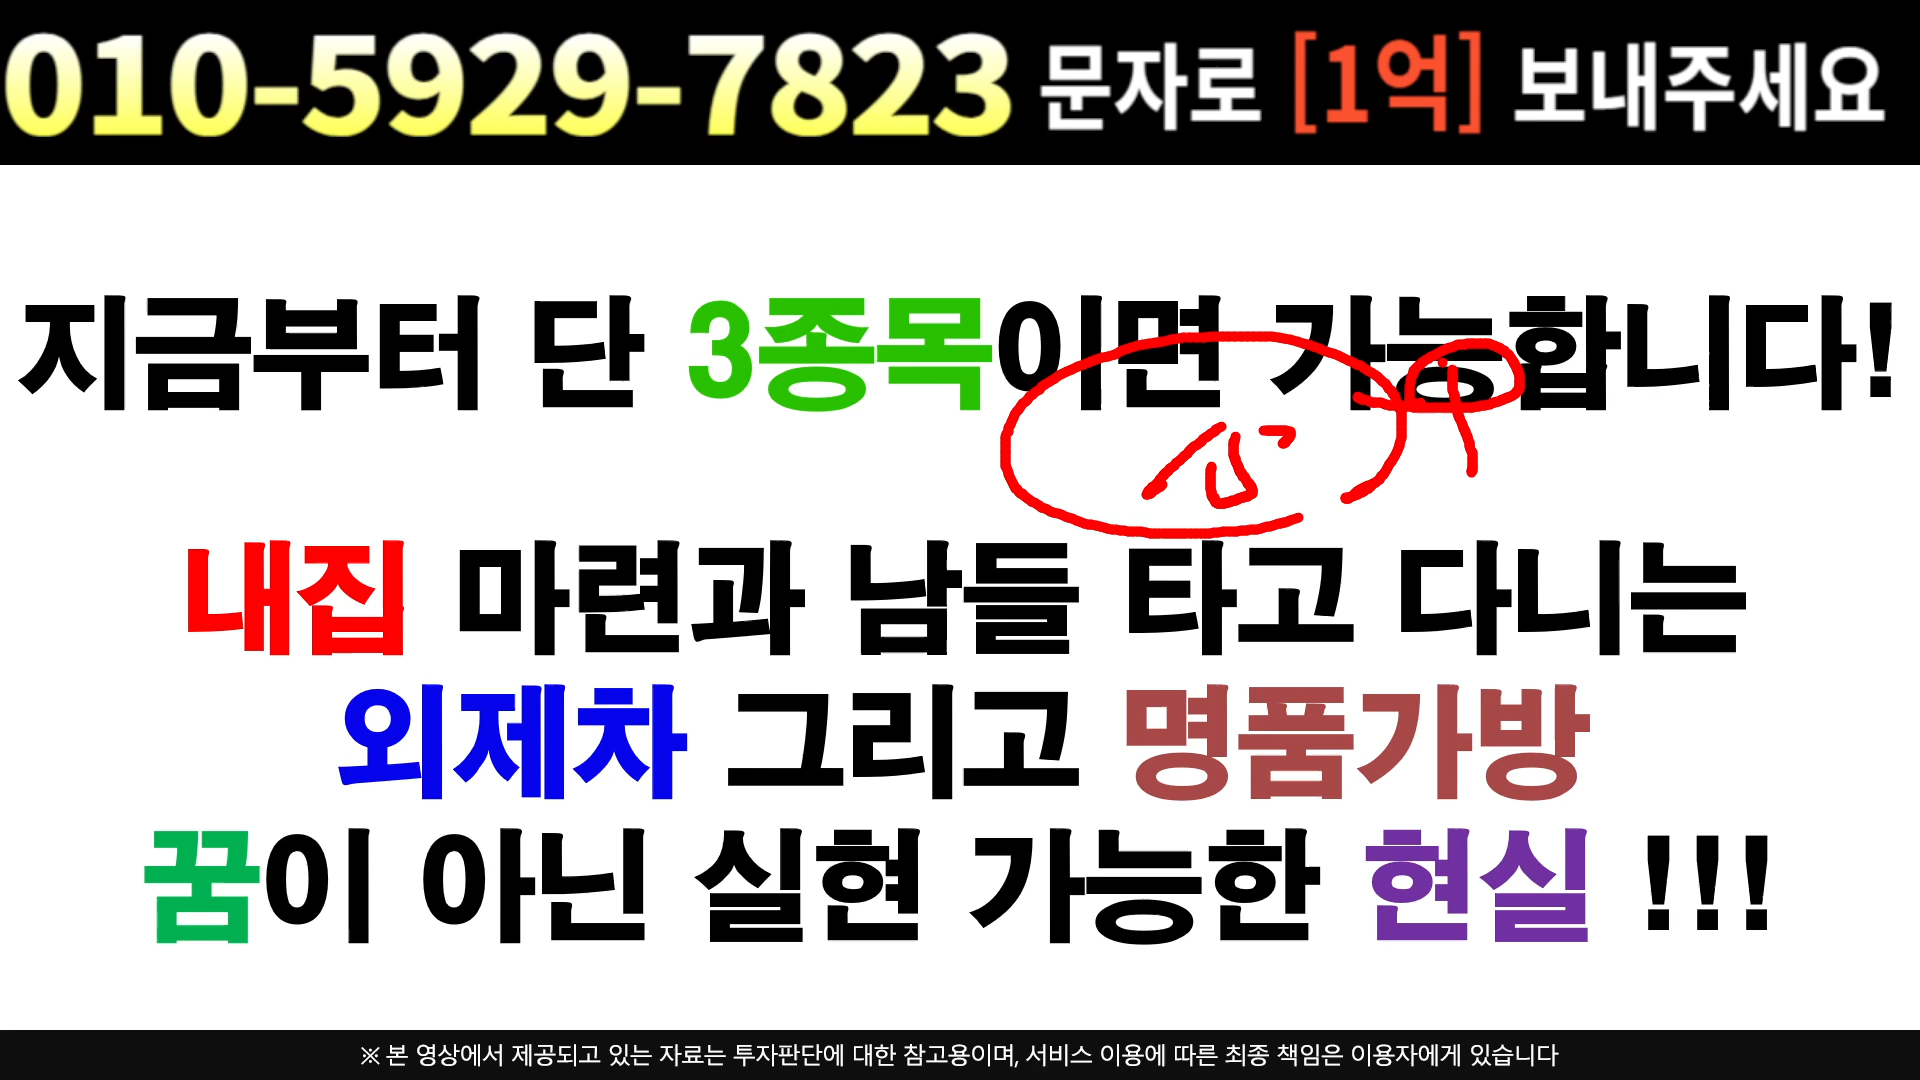 010-5929-7823 문자로 [1억] 보내주세요
지금부터 단 3종목이면 가능합니다!
내집 마련과 남들 타고 다니는
외제차 그리고 명품가방
꿈이 아닌 실현 가능한 현실 !!!
※ 본 영상에서 제공되고 있는 자료는 투자판단에 대한 참고용이며, 서비스 이용에 따른 최종 책임은 이용자에게 있습니다